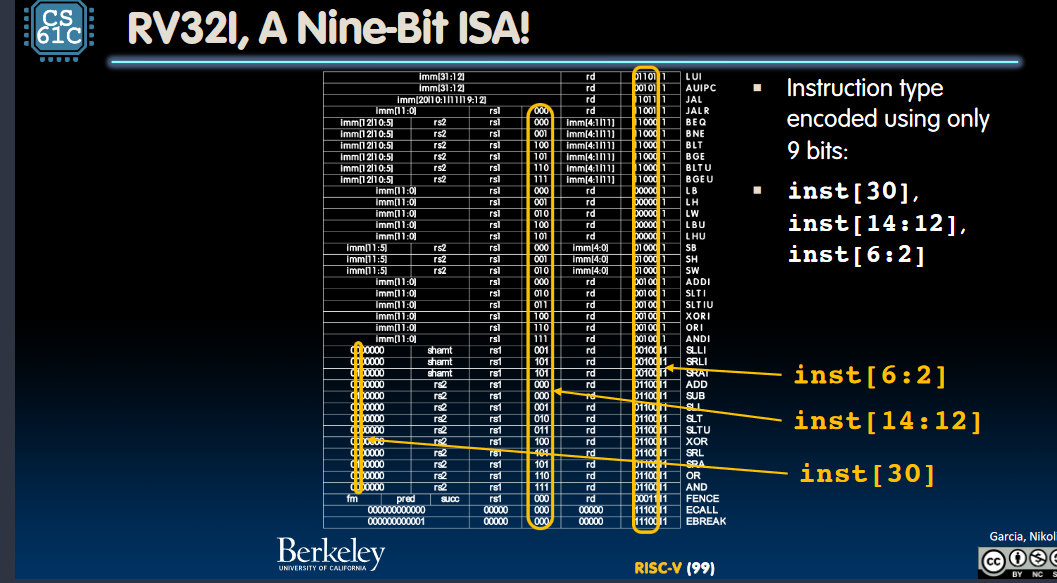 CS
61C
RV32I, A Nine-Bit ISA!
imm[31:12] rd 0110111 LUI
imm[31:12] rd 0010111 AUIPC
imm[20|10:1|11|19:12] rd 1101111 JAL
imm[11:0] rs1 000 rd 1100111 JALR
imm[12|10:5] rs2 rs1 000 imm[4:1|11] 1100011 BEQ
imm[12|10:5] rs2 rs1 001 imm[4:1|11] 1100011 BNE
imm[12|10:5] rs2 rs1 100 imm[4:1|11] 1100011 BLT
imm[12|10:5] rs2 rs1 101 imm[4:1|11] 1100011 BGE
imm[12|10:5] rs2 rs1 110 imm[4:1|11] 1100011 BLTU
imm[12|10:5] rs2 rs1 111 imm[4:1|11] 1100011 BGEU
imm[11:0] rs1 000 rd 0000011 LB
imm[11:0] rs1 001 rd 0000011 LH
imm[11:0] rs1 010 rd 0000011 LW
imm[11:0] rs1 100 rd 0000011 LBU
imm[11:0] rs1 101 rd 0000011 LHU
imm[11:5] rs2 rs1 000 imm[4:0] 0100011 SB
imm[11:5] rs2 rs1 001 imm[4:0] 0100011 SH
imm[11:5] rs2 rs1 010 imm[4:0] 0100011 SW
imm[11:0] rs1 000 rd 0010011 ADDI
imm[11:0] rs1 010 rd 0010011 SLTI
imm[11:0] rs1 011 rd 0010011 SLTIU
imm[11:0] rs1 100 rd 0010011 XORI
imm[11:0] rs1 110 rd 0010011 ORI
imm[11:0] rs1 111 rd 0010011 ANDI
0000000 shamt rs1 001 rd 0010011 SLLI
0000000 shamt rs1 101 rd 0010011 SRLI
0100000 shamt rs1 101 rd 0010011 SRAI
0000000 rs2 rs1 000 rd 0110011 ADD
0100000 rs2 rs1 000 rd 0110011 SUB
0000000 rs2 rs1 001 rd 0110011 SLL
0000000 rs2 rs1 010 rd 0110011 SLT
0000000 rs2 rs1 011 rd 0110011 SLTU
0000000 rs2 rs1 100 rd 0110011 XOR
0000000 rs2 rs1 101 rd 0110011 SRL
0100000 rs2 rs1 101 rd 0110011 SRA
0000000 rs2 rs1 110 rd 0110011 OR
0000000 rs2 rs1 111 rd 0110011 AND
fm pred succ rs1 000 rd 0001111 FENCE
000000000000 00000 000 00000 1110011 ECALL
000000000001 00000 000 00000 1110011 EBREAK
▪ Instruction type
encoded using only
9 bits:
▪ inst[30],
inst[14:12],
inst[6:2]
inst[6:2]
inst[14:12]
inst[30]
Berkeley
UNIVERSITY OF CALIFORNIA
RISC-V (99)
Garcia, Nikoli
cc
BY NC